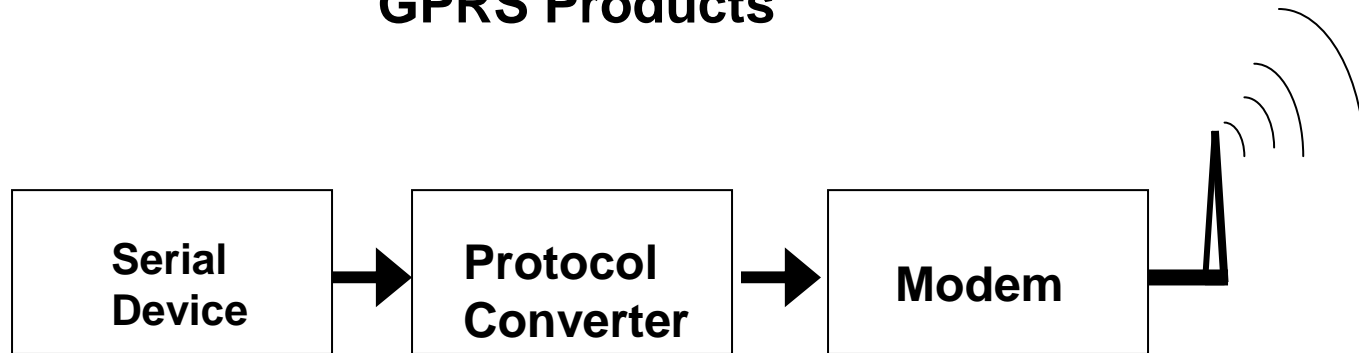 GPRS Products
Serial
Device
Protocol
Converter
Modem